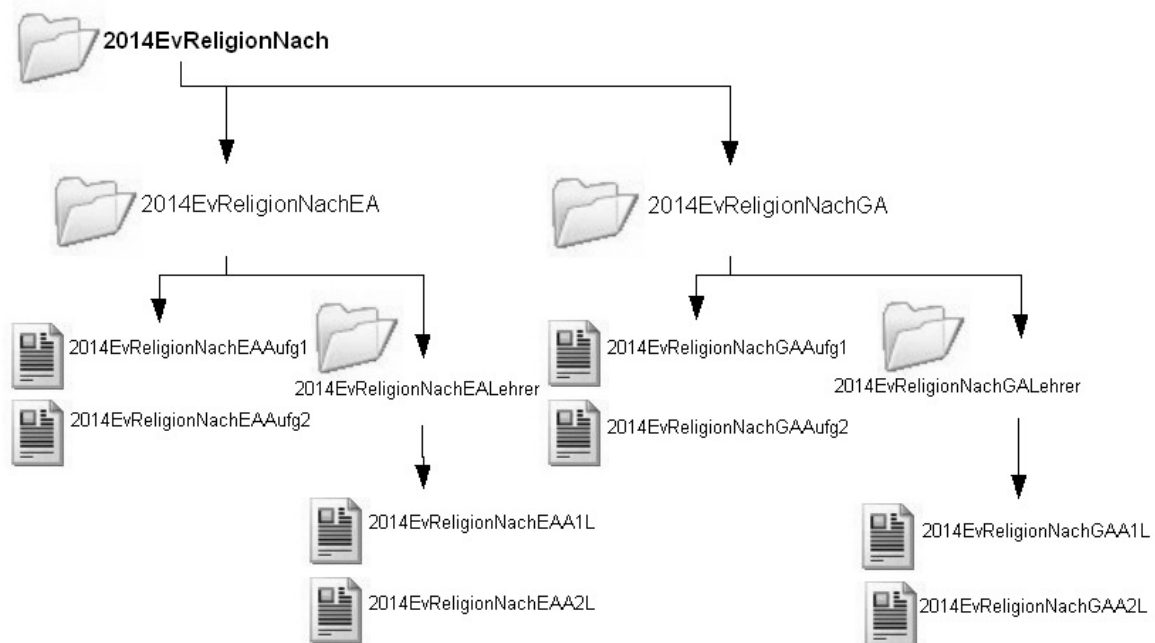 2014EvReligionNach
2014EvReligionNachEA
2014EvReligionNachGA
2014EvReligionNachEAAufg1
2014EvReligionNachGAAufg1
2014EvReligionNachEALehrer
2014EvReligionNachGALehrer
2014EvReligionNachEAAufg2
2014EvReligionNachGAAufg2
2014EvReligionNachEAA1L
2014EvReligionNachGAA1L
2014EvReligionNachEAA2L
2014EvReligionNachGAA2L